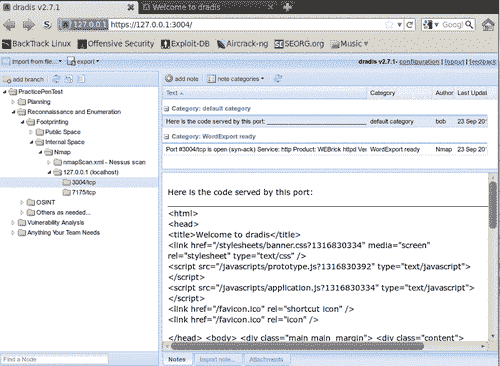 dradis v2.7.1
Welcome to dradis
127.0.0.1 https://127.0.0.1:3004/
Googl
BackTrack Linux Offensive Security Exploit-DB Aircrack-ng SEORG.org Music
Import from file... export
dradis v2.7.1- configuration | logout | feedback
add branch
add note note categories
PracticePenTest
Planning
Reconnaissance and Enumeration
Footprinting
Public Space
Internal Space
Nmap
nmapScan.xml - Nessus scan
127.0.0.1 (localhost)
3004/tcp
7175/tcp
OSINT
Others as needed...
Vulnerability Analysis
Anything Your Team Needs
Find a Node
Text Category Author Last Updat
Category: default category
Here is the code served by this port: default category bob 23 Sep 20
Category: WordExport ready
Port #3004/tcp is open (syn-ack) Service: http Product: WEBrick httpd Ver WordExport ready Nmap 23 Sep 20
Here is the code served by this port:
<html>
<head>
<title>Welcome to dradis</title>
<link href="/stylesheets/banner.css?1316830334" media="screen"
rel="stylesheet" type="text/css" />
<script src="/javascripts/prototype.js?1316830392" type="text/javascript">
</script>
<script src="/javascripts/application.js?1316830334" type="text/javascript">
</script>
<link href="/favicon.ico" rel="shortcut icon" />
<link href="/favicon.ico" rel="icon" />
</head> <body> <div class="main main_margin"> <div class="content">
Notes Import note... Attachments